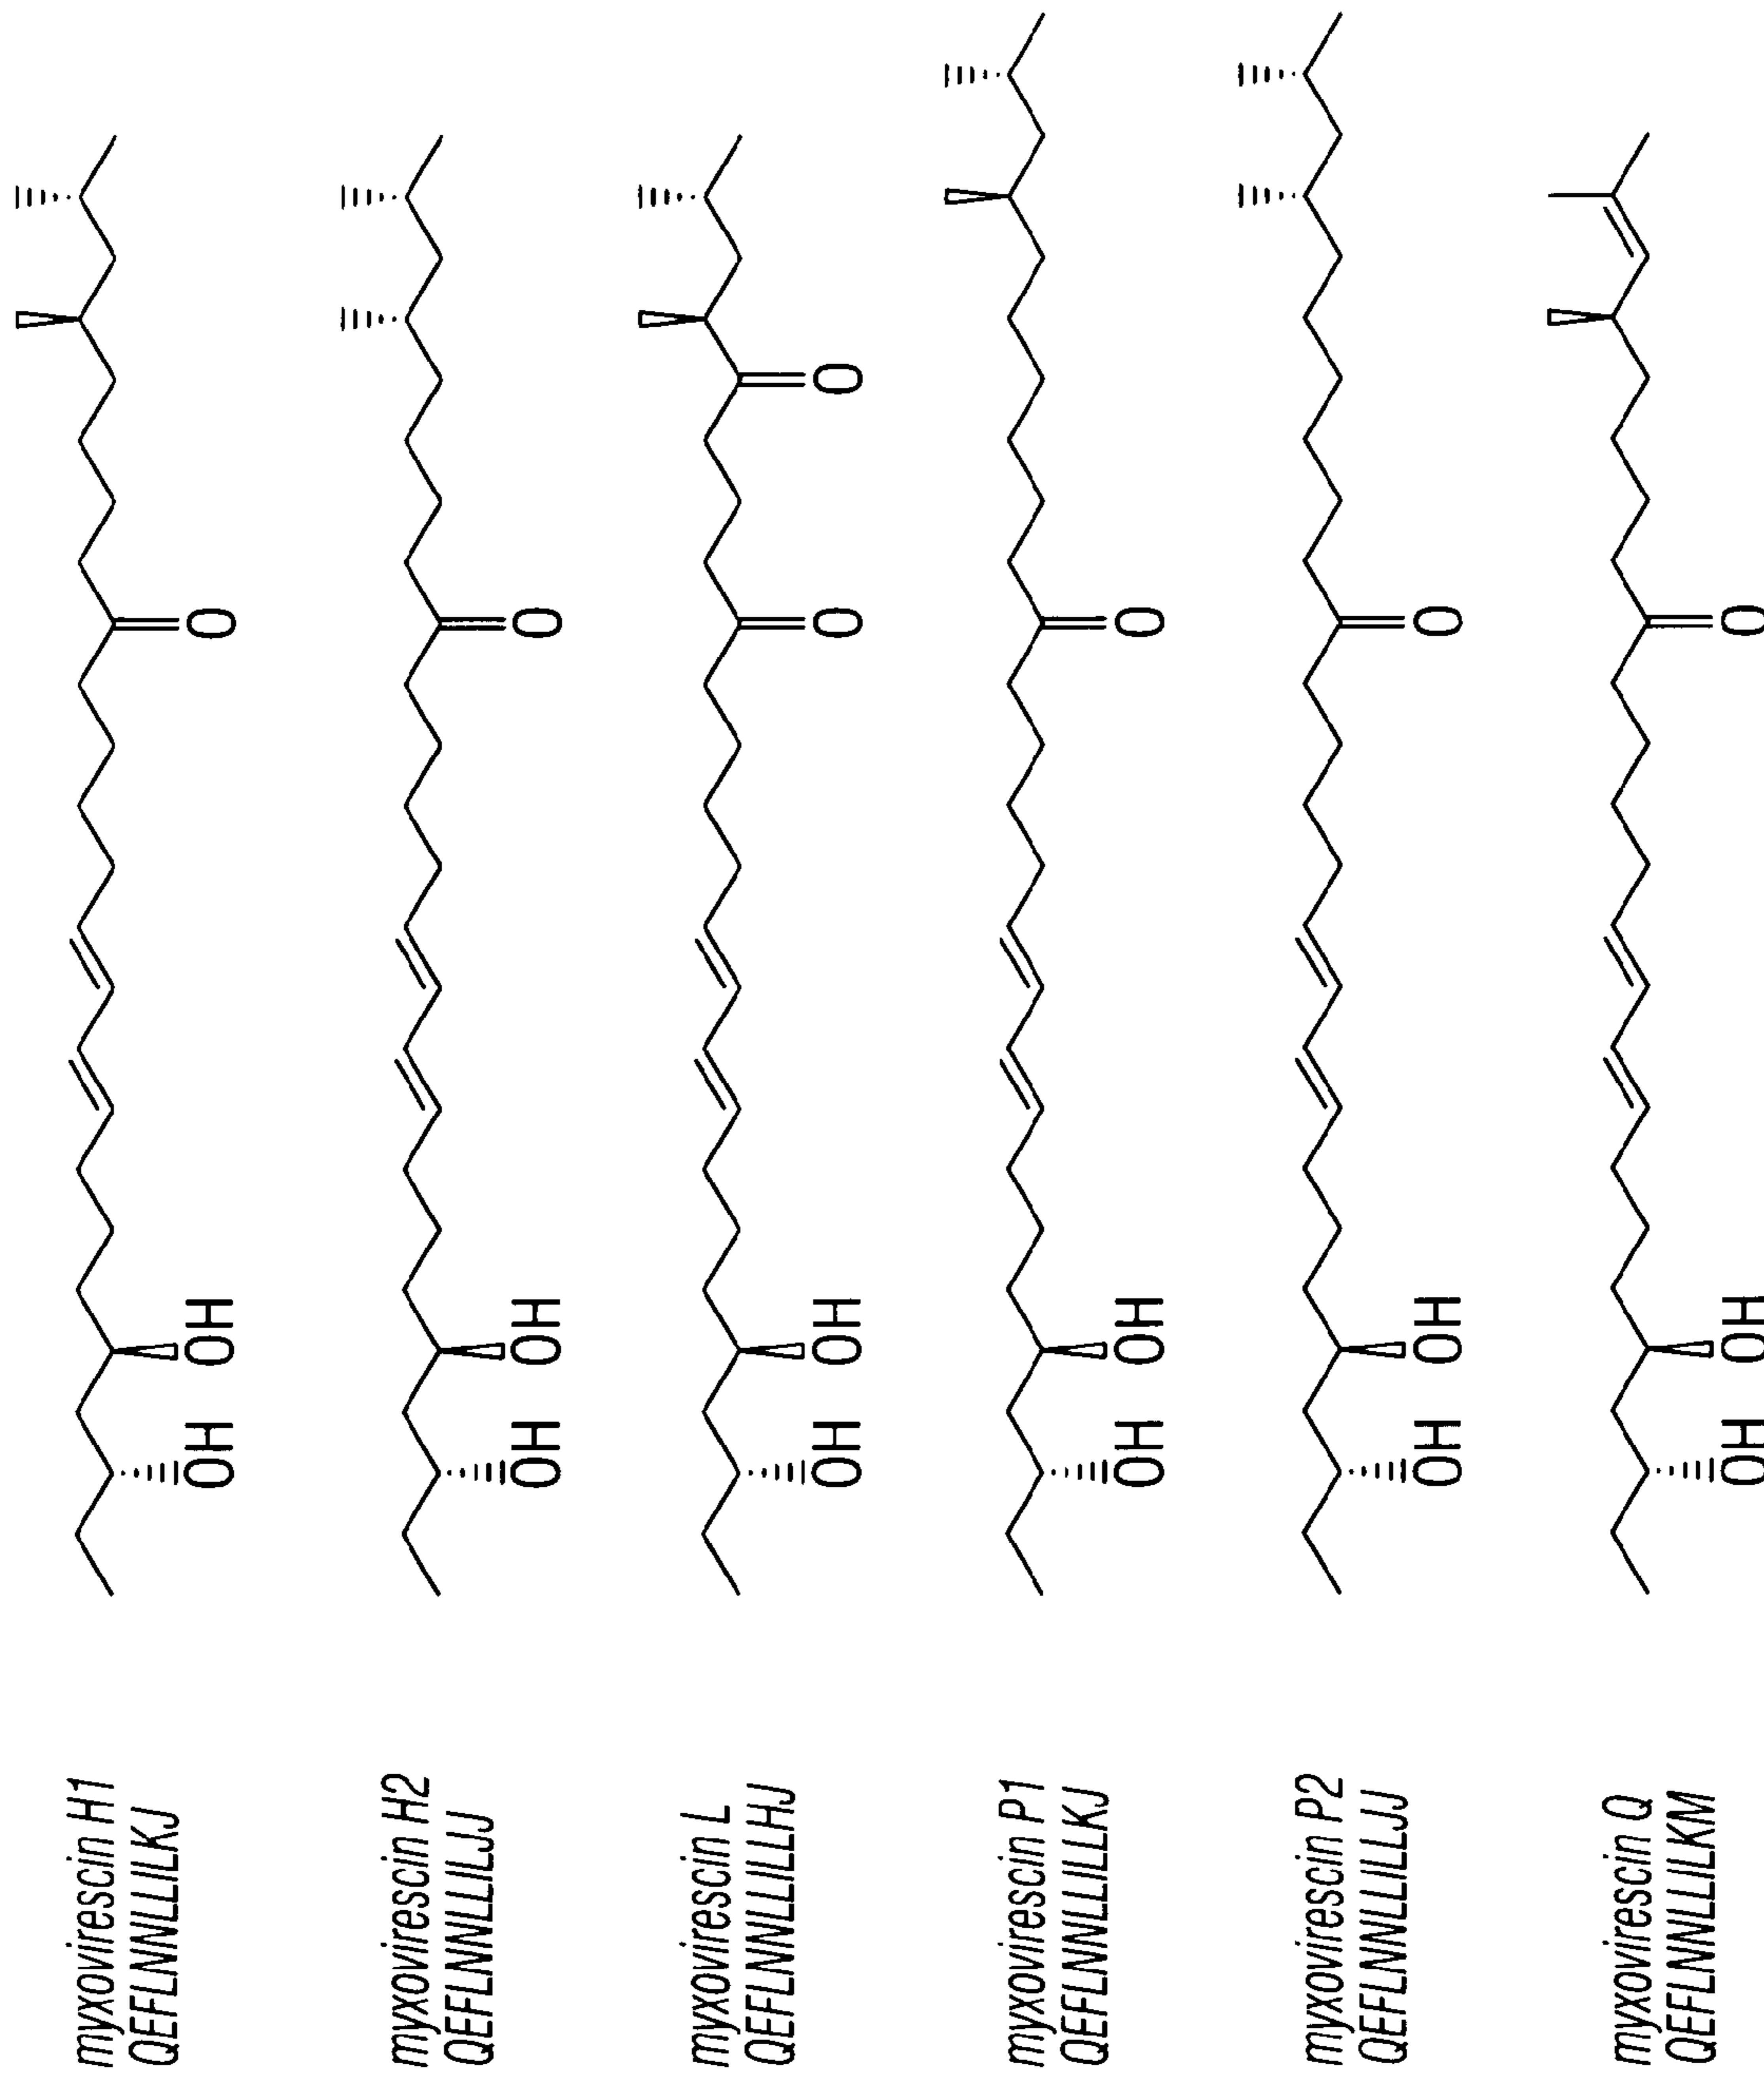 myxovirescin H1
QEFLNNLLILKJ
myxovirescin H2
QEFLNNLLILJJ
myxovirescin L
QEFLNNLLILHJ
myxovirescin P1
QEFLNNLLILLKJ
myxovirescin P2
QEFLNNLLILLJJ
myxovirescin Q
QEFLNNLLILKM
OH OH O
OH OH O
OH OH O O
OH OH O
OH OH O
OH OH O